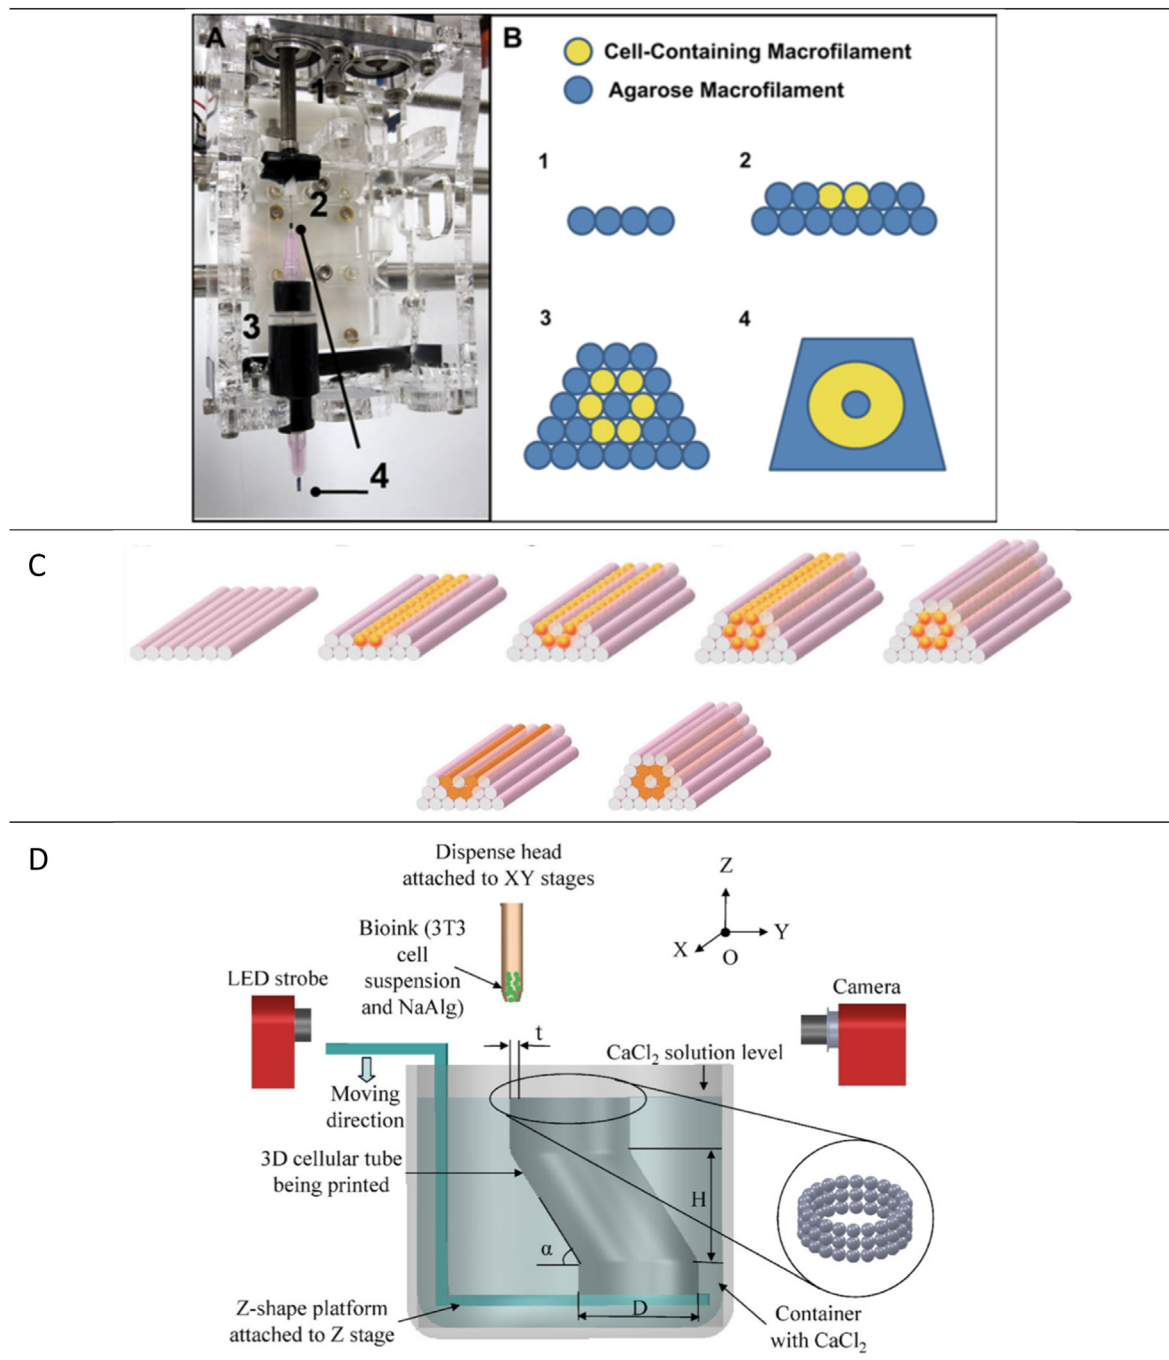 A
1
2
3
4
B
Cell-Containing Macrofilament
Agarose Macrofilament
1
2
3
4
C
D
Dispense head
attached to XY stages
Bioink (3T3
cell
suspension
and NaAlg)
Z
X
O
Y
LED strobe
Camera
t
CaCl₂ solution level
Moving
direction
3D cellular tube
being printed
H
α
D
Z-shape platform
attached to Z stage
Container
with CaCl₂